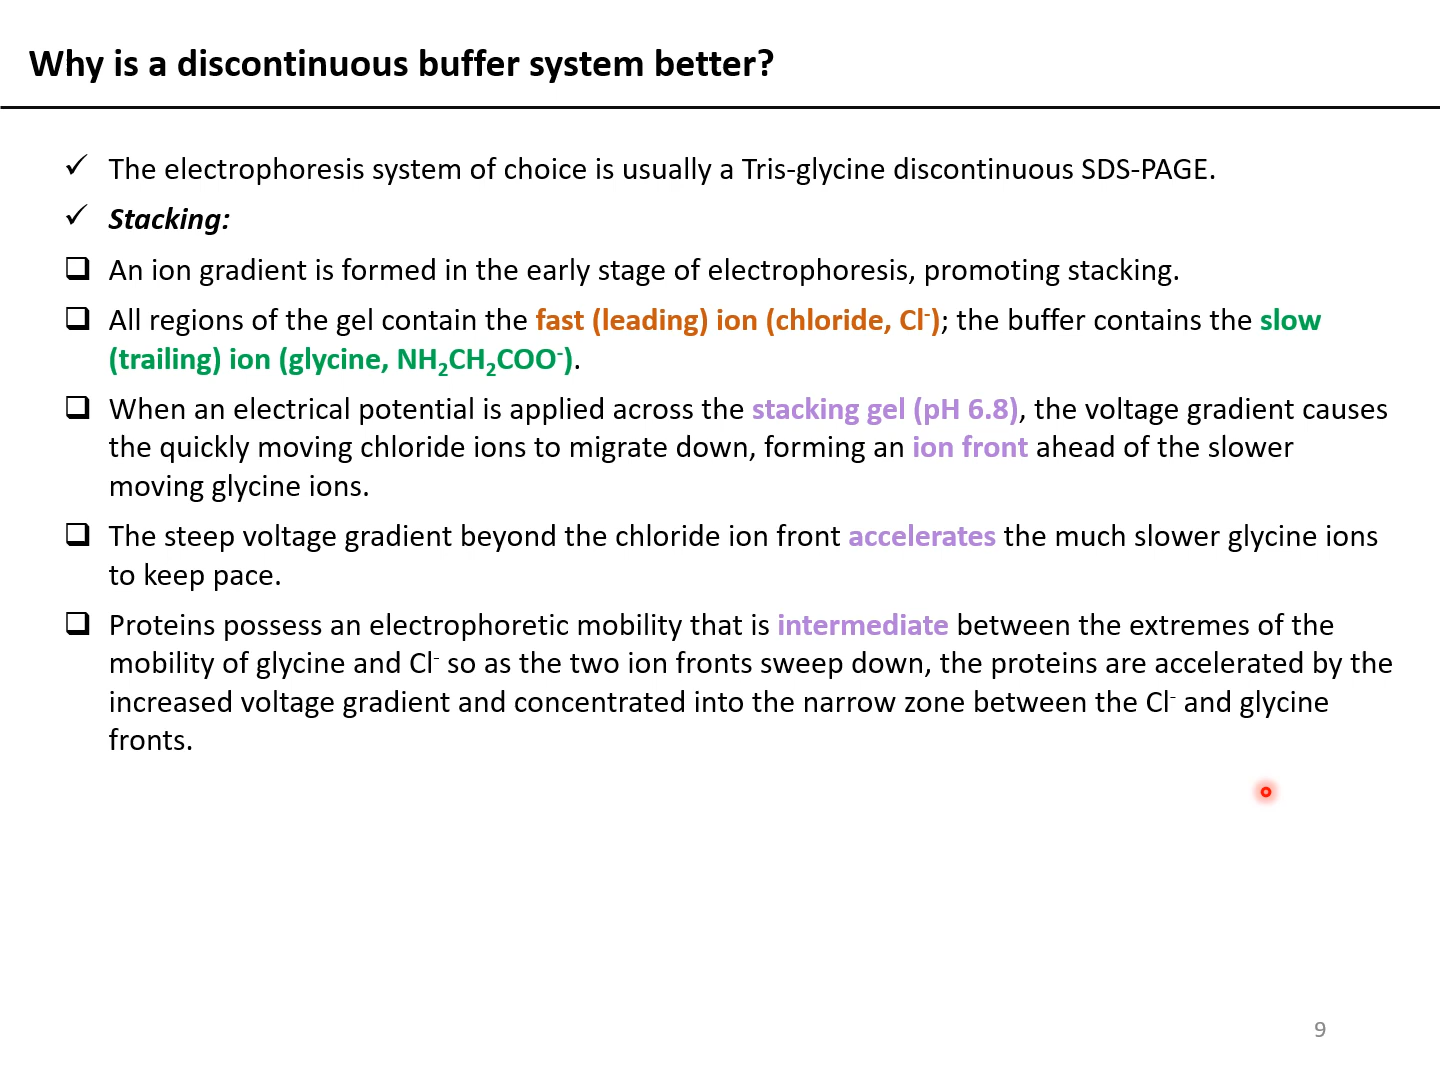 Why is a discontinuous buffer system better?
✓ The electrophoresis system of choice is usually a Tris-glycine discontinuous SDS-PAGE.
✓ Stacking:
❑ An ion gradient is formed in the early stage of electrophoresis, promoting stacking.
❑ All regions of the gel contain the fast (leading) ion (chloride, Cl⁻); the buffer contains the slow
(trailing) ion (glycine, NH₂CH₂COO⁻).
❑ When an electrical potential is applied across the stacking gel (pH 6.8), the voltage gradient causes
the quickly moving chloride ions to migrate down, forming an ion front ahead of the slower
moving glycine ions.
❑ The steep voltage gradient beyond the chloride ion front accelerates the much slower glycine ions
to keep pace.
❑ Proteins possess an electrophoretic mobility that is intermediate between the extremes of the
mobility of glycine and Cl⁻ so as the two ion fronts sweep down, the proteins are accelerated by the
increased voltage gradient and concentrated into the narrow zone between the Cl⁻ and glycine
fronts.
9